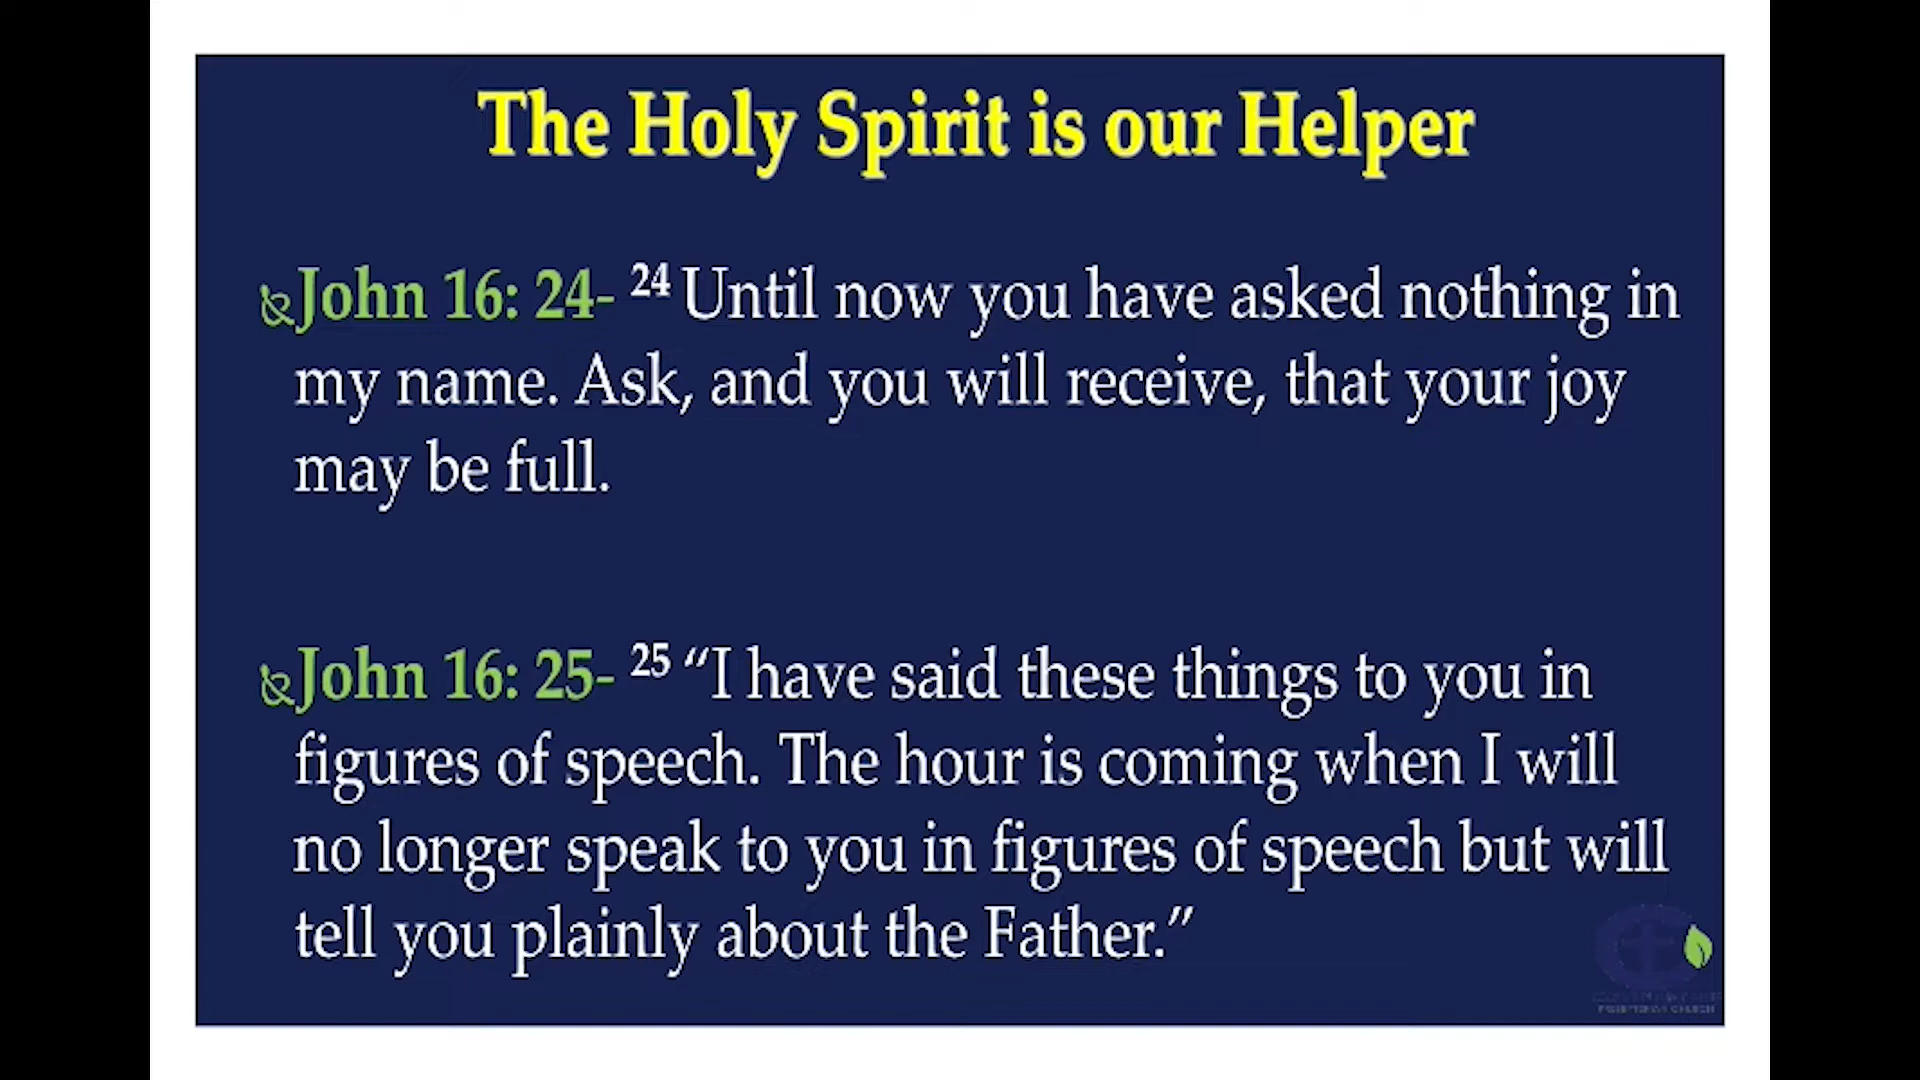 The Holy Spirit is our Helper
John 16: 24- 24 Until now you have asked nothing in
my name. Ask, and you will receive, that your joy
may be full.
John 16: 25- 25 “I have said these things to you in
figures of speech. The hour is coming when I will
no longer speak to you in figures of speech but will
tell you plainly about the Father.”
PRESBYTERIAN CHURCH